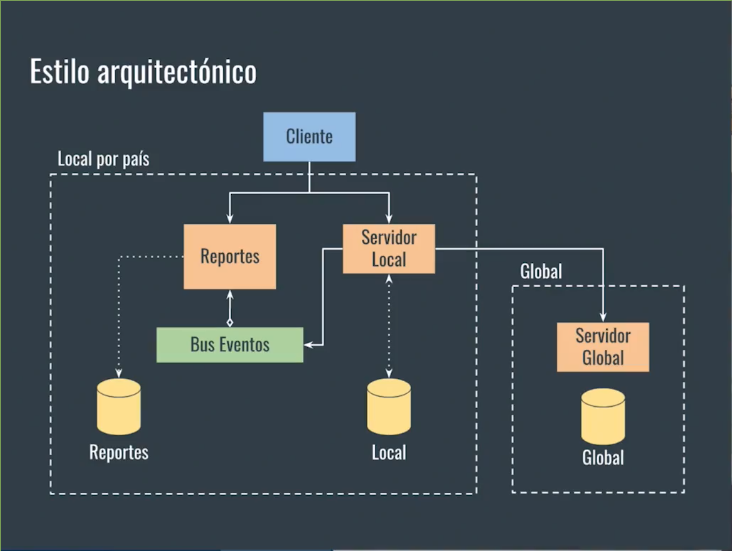 Estilo arquitectónico
Cliente
Local por país
Reportes
Servidor
Local
Global
Servidor
Global
Bus Eventos
Reportes
Local
Global